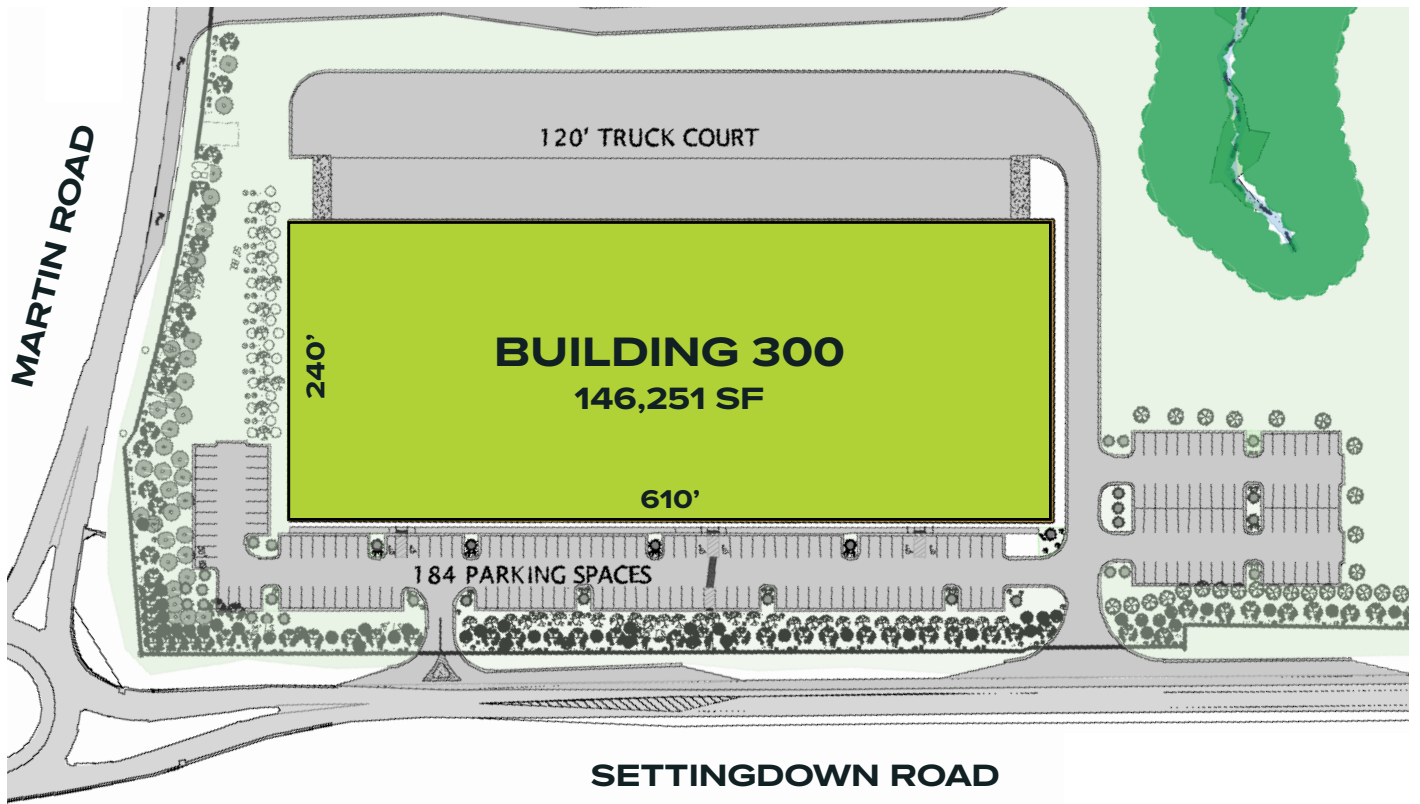 120' TRUCK COURT
MARTIN ROAD
BUILDING 300
146,251 SF
240’
610’
184 PARKING SPACES
SETTINGDOWN ROAD